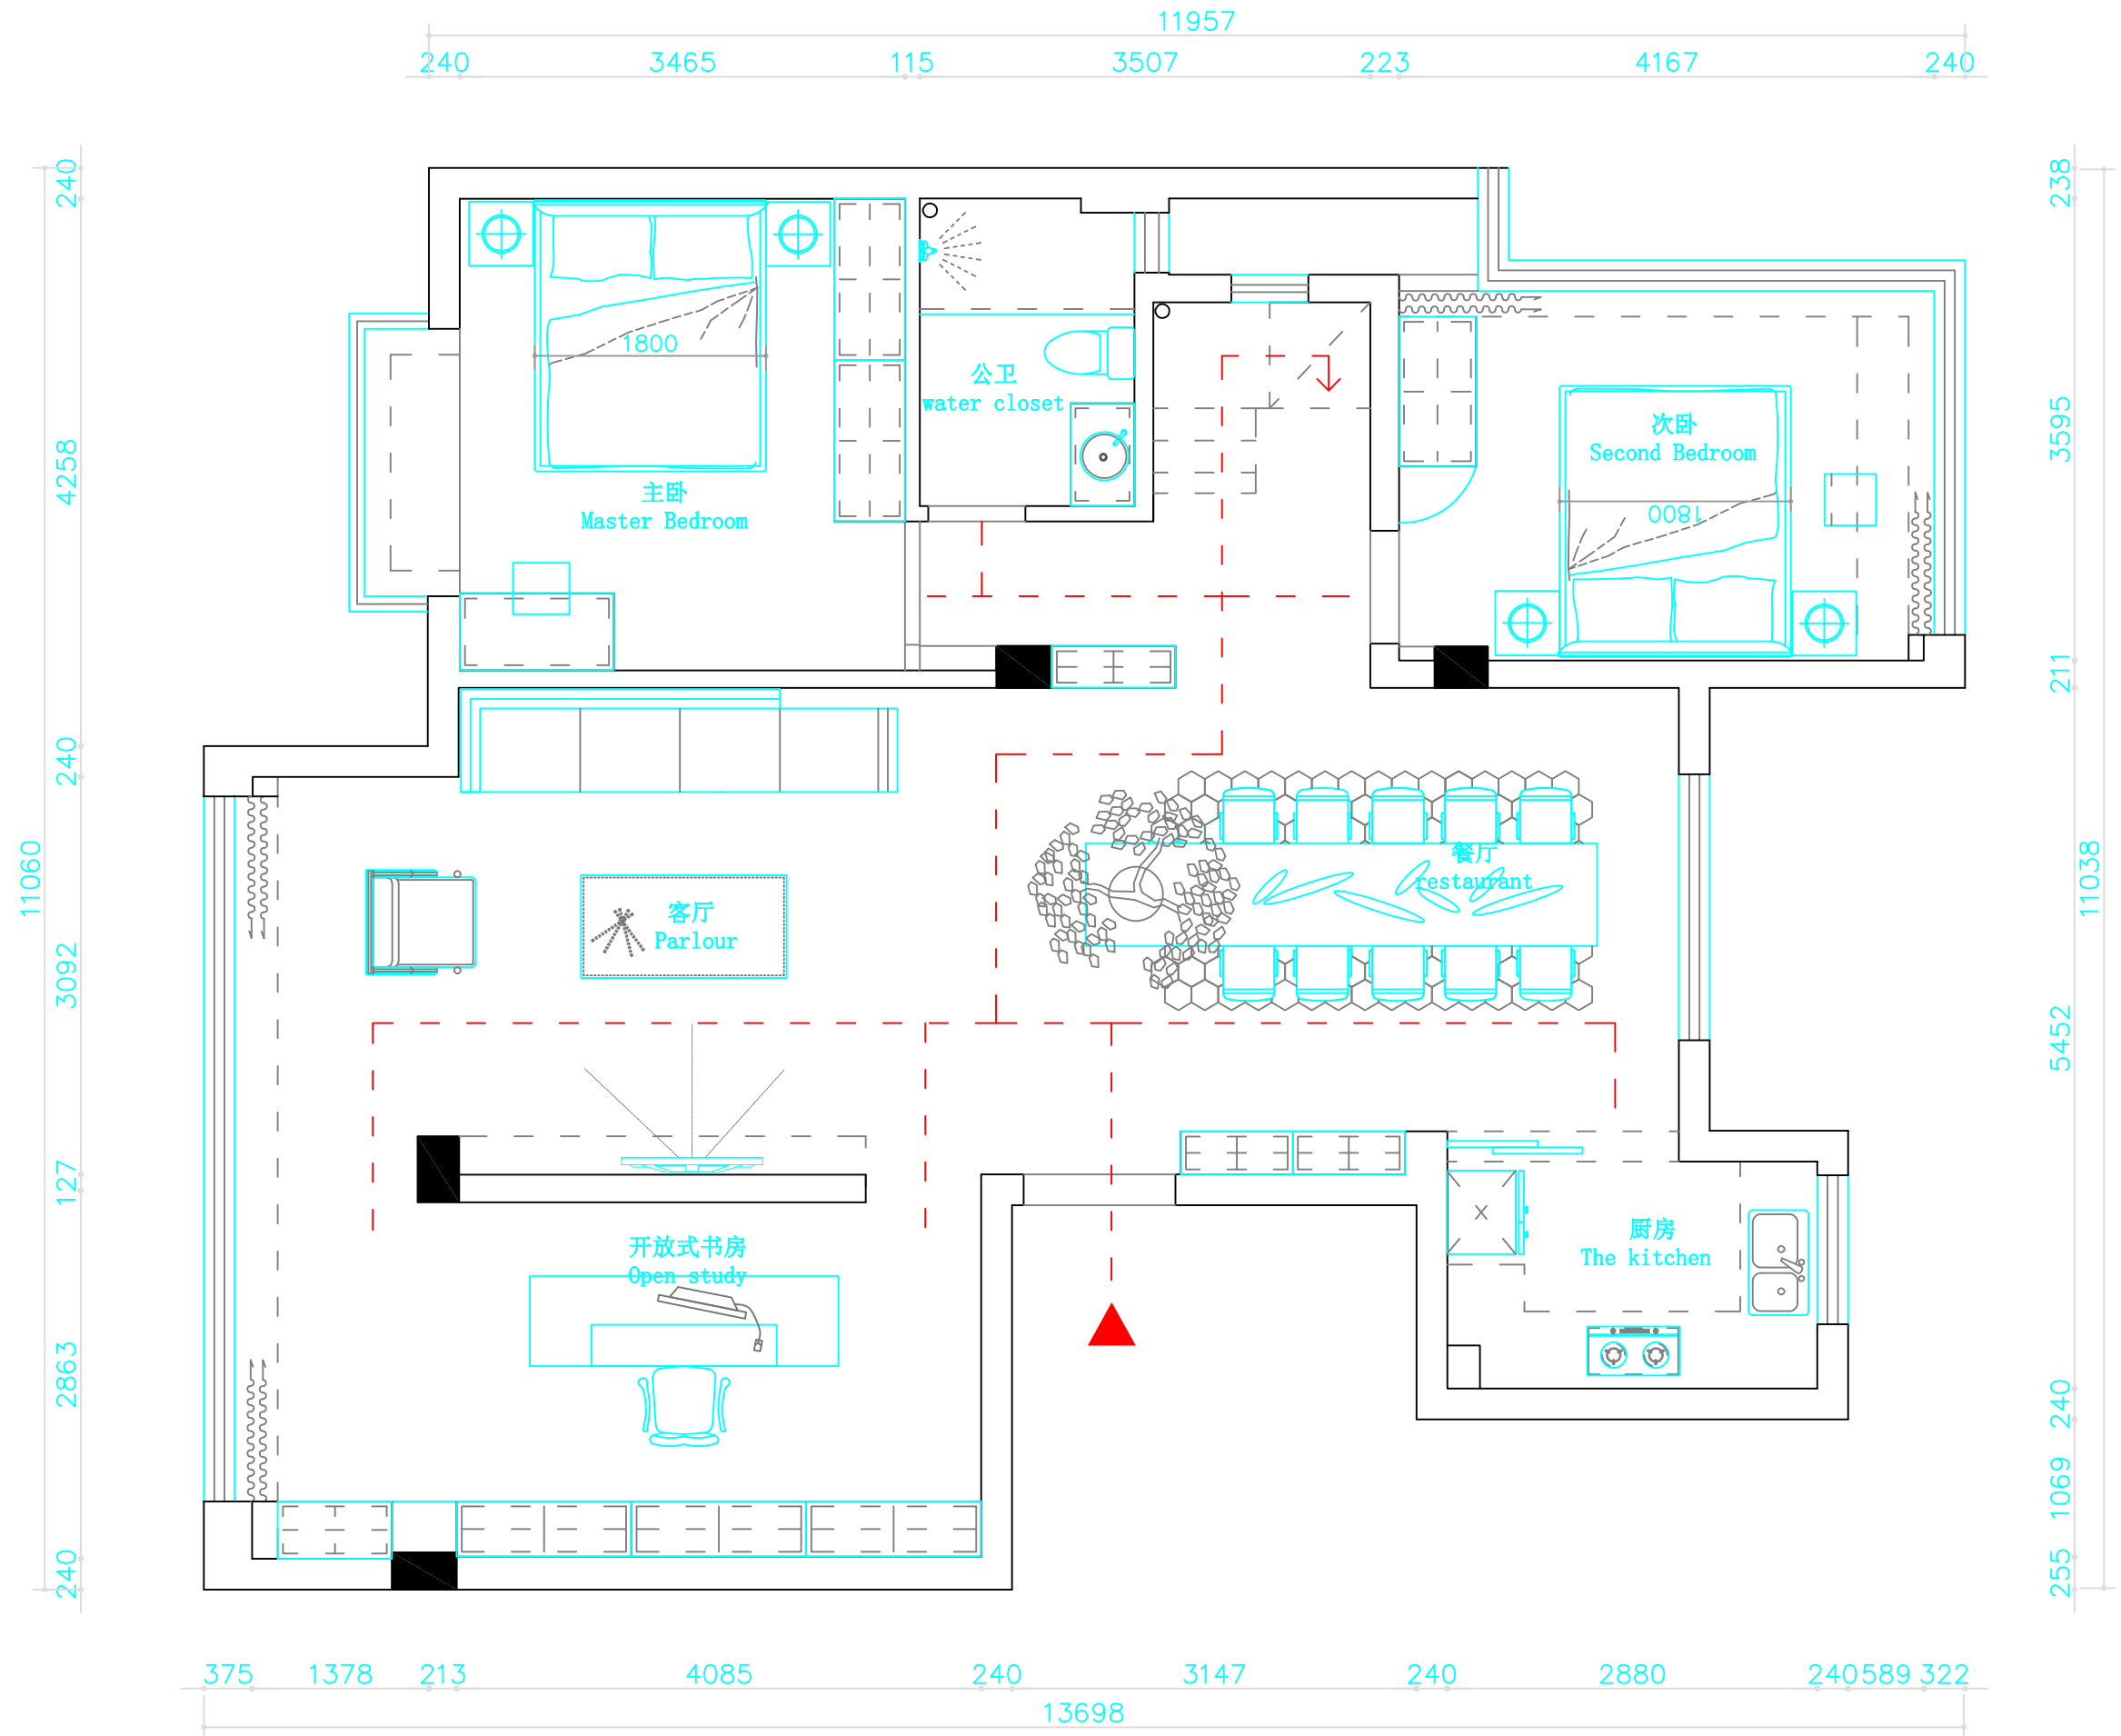 11957
240 3465 115 3507 223 4167 240
240
4258
240
3092
127
2863
240
11060
238
3595
211
5452
240
1069
255
11038
1800
主卧
Master Bedroom
公卫
water closet
次卧
Second Bedroom
1800
客厅
Parlour
餐厅
restaurant
开放式书房
Open study
厨房
The kitchen
375 1378 213 4085 240 3147 240 2880 240 589 322
13698